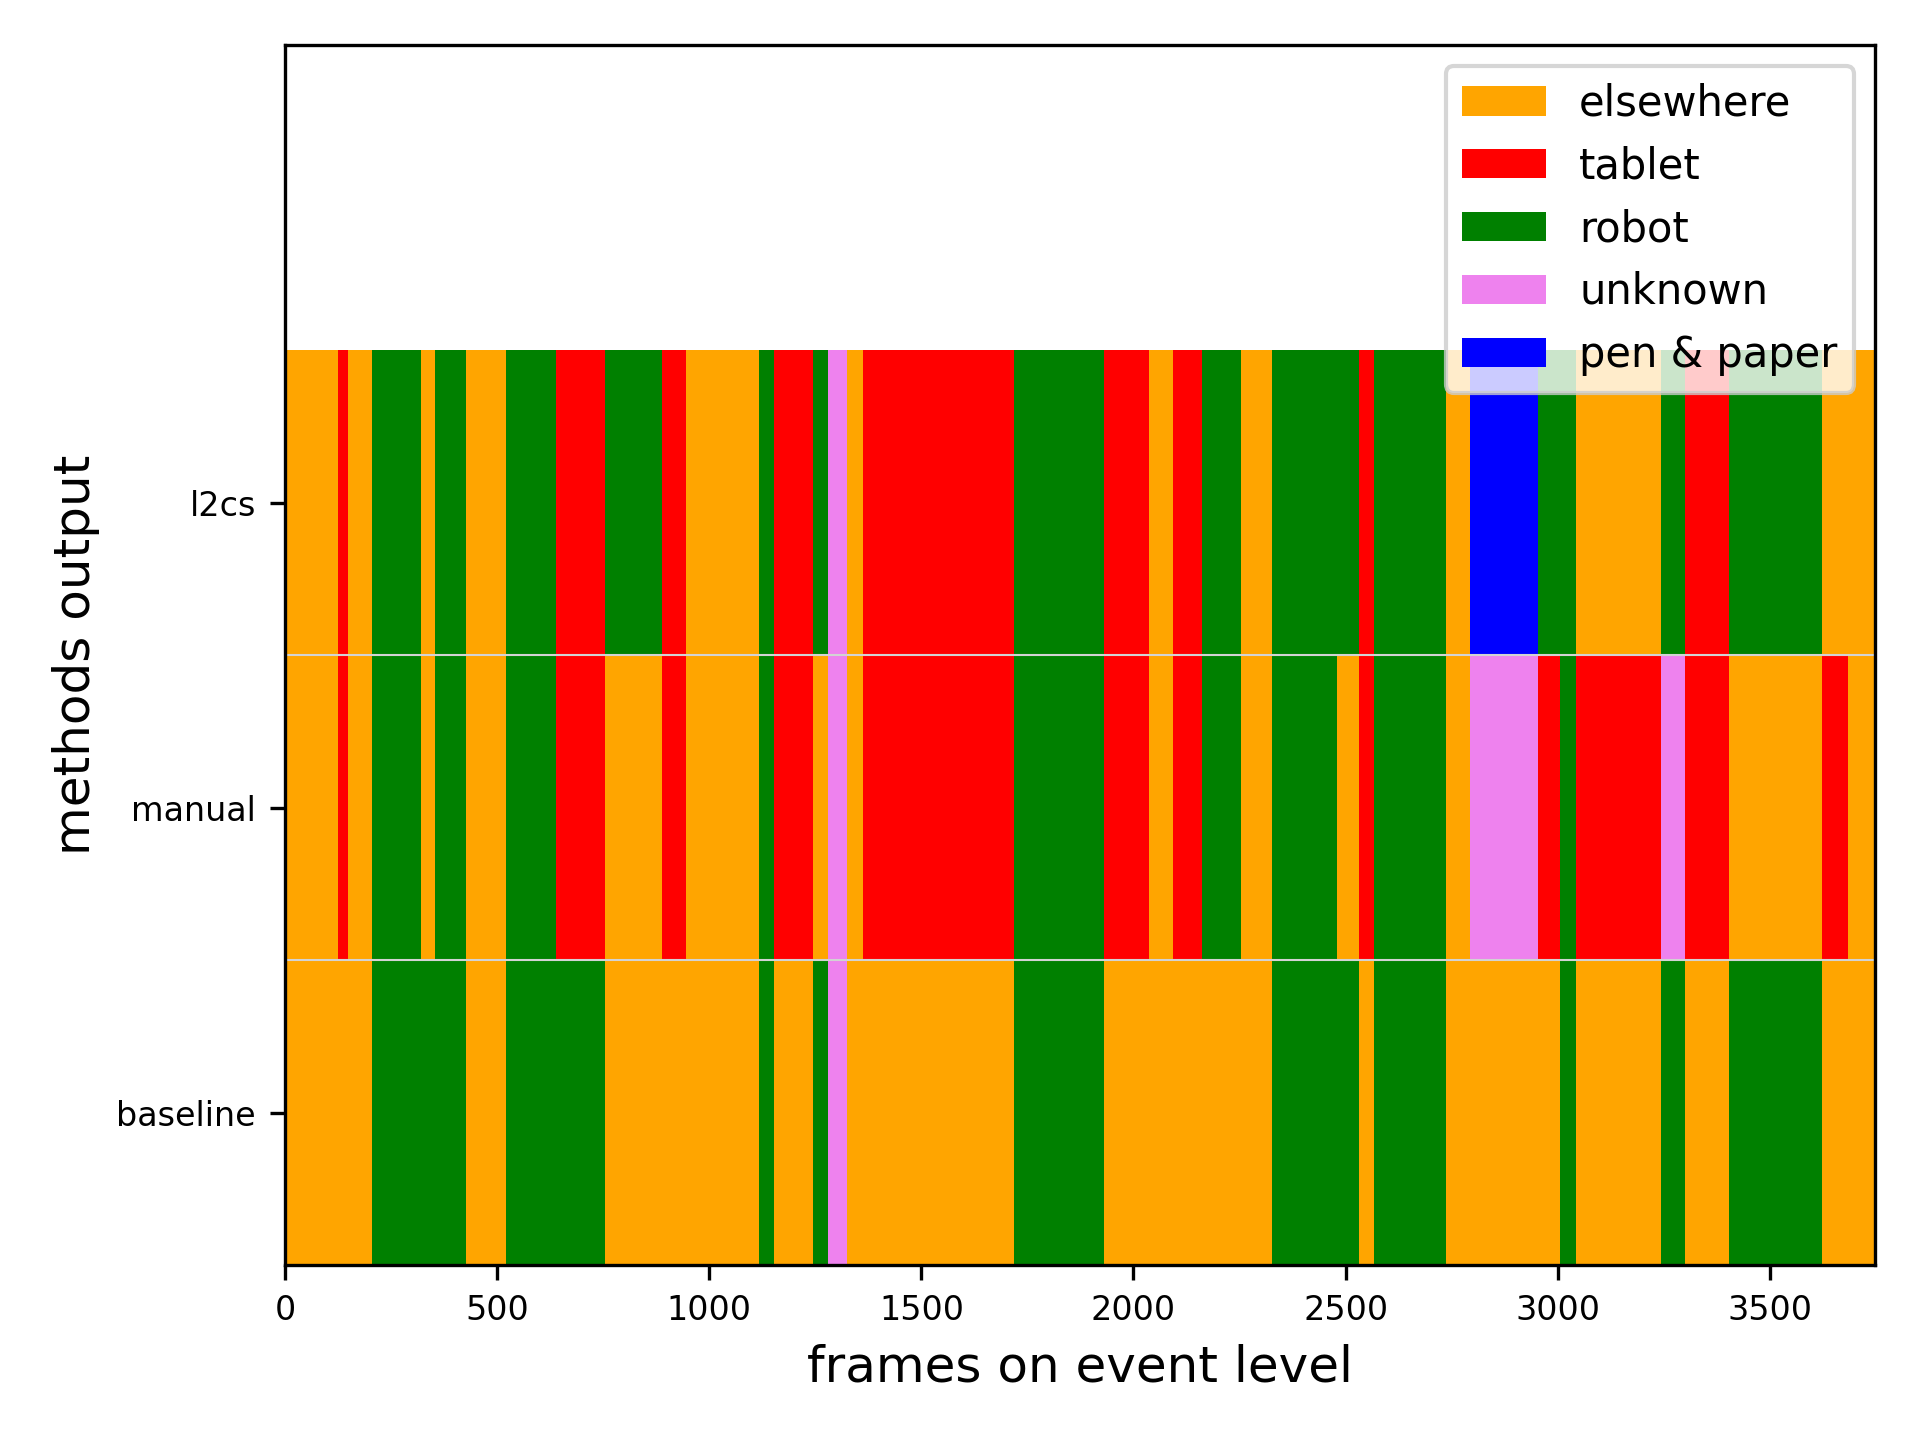 elsewhere
tablet
robot
unknown
pen & paper
methods output
l2cs
manual
baseline
0 500 1000 1500 2000 2500 3000 3500
frames on event level